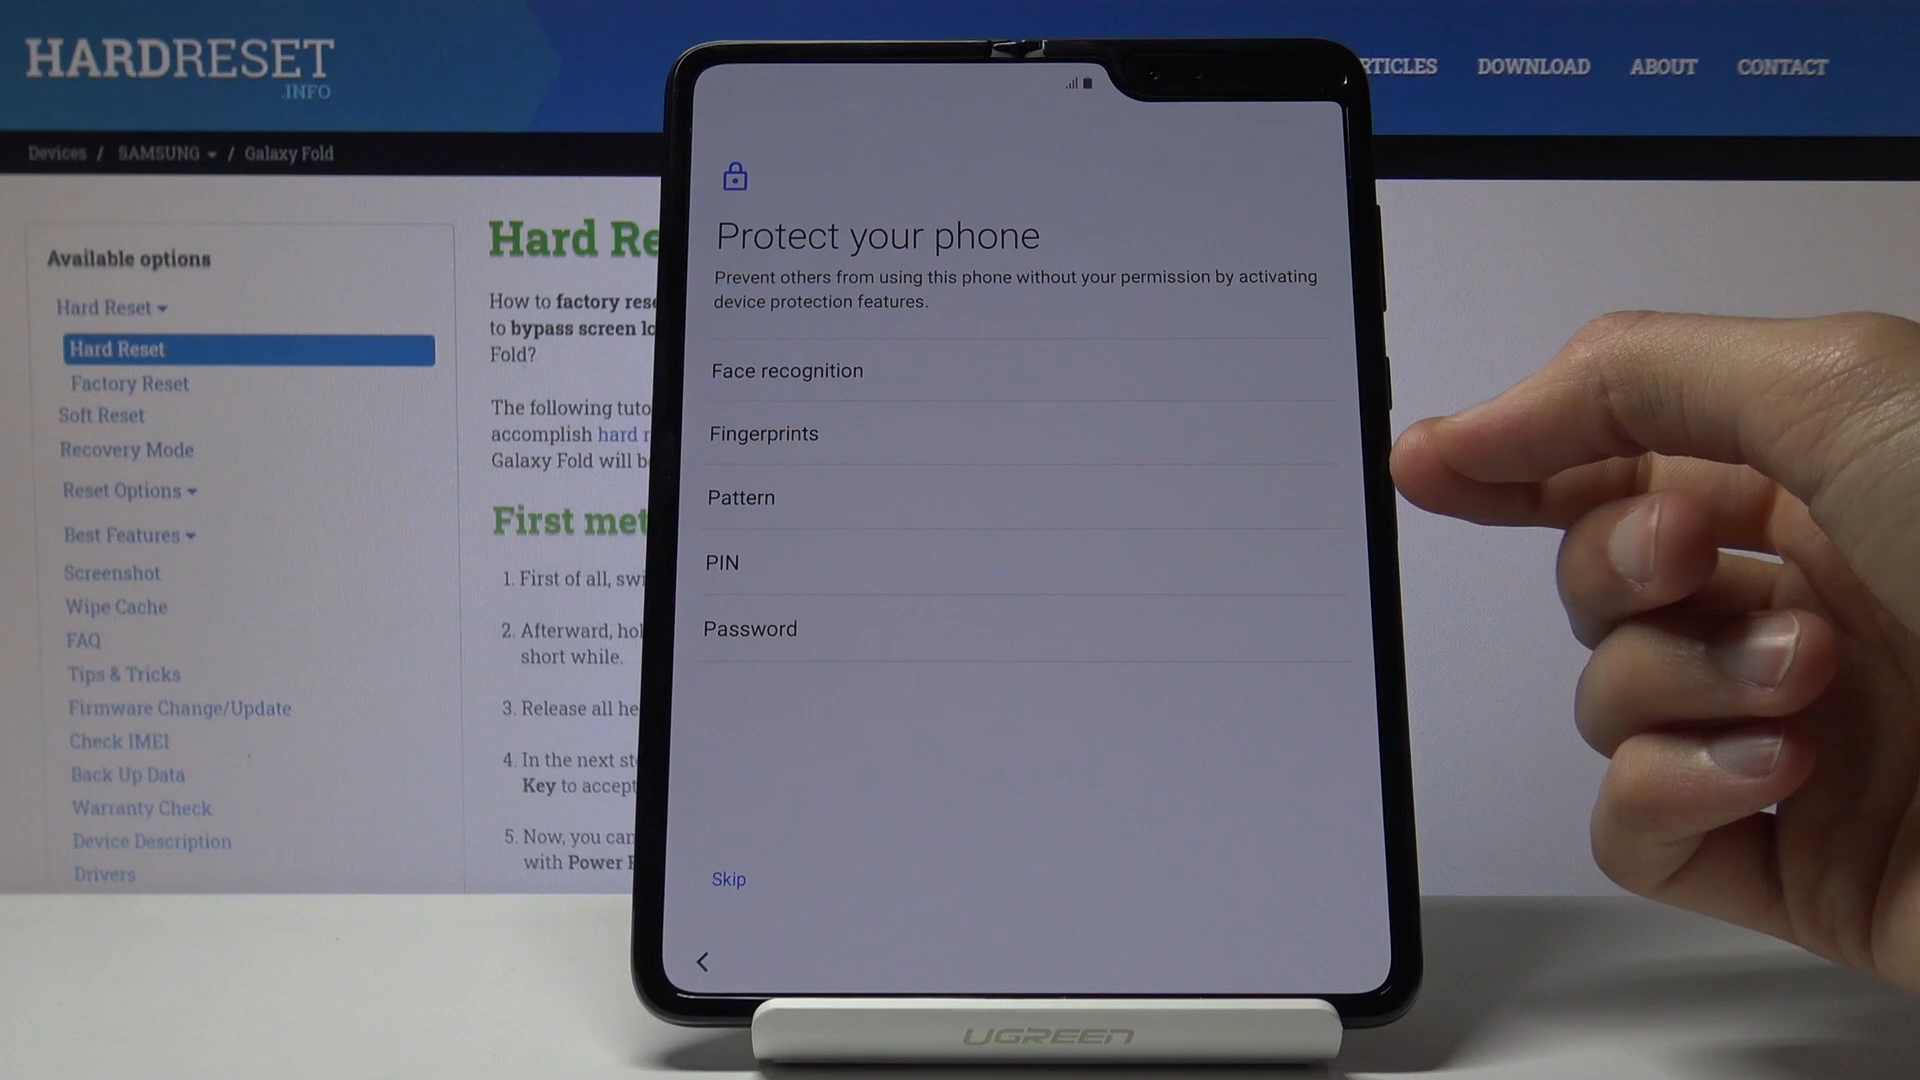 HARDRESET
.INFO
RTICLES DOWNLOAD ABOUT CONTACT
Devices / SAMSUNG / Galaxy Fold
Available options
Hard Reset
Hard Reset
Factory Reset
Soft Reset
Recovery Mode
Reset Options
Best Features
Screenshot
Wipe Cache
FAQ
Tips & Tricks
Firmware Change/Update
Check IMEI
Back Up Data
Warranty Check
Device Description
Drivers
Hard Re
How to factory rese
to bypass screen lo
Fold?
The following tuto
accomplish hard r
Galaxy Fold will b
First met
1. First of all, swi
2. Afterward, hol
short while.
3. Release all he
4. In the next st
Key to accept
5. Now, you can
with Power
Protect your phone
Prevent others from using this phone without your permission by activating
device protection features.
Face recognition
Fingerprints
Pattern
PIN
Password
Skip
UGREEN